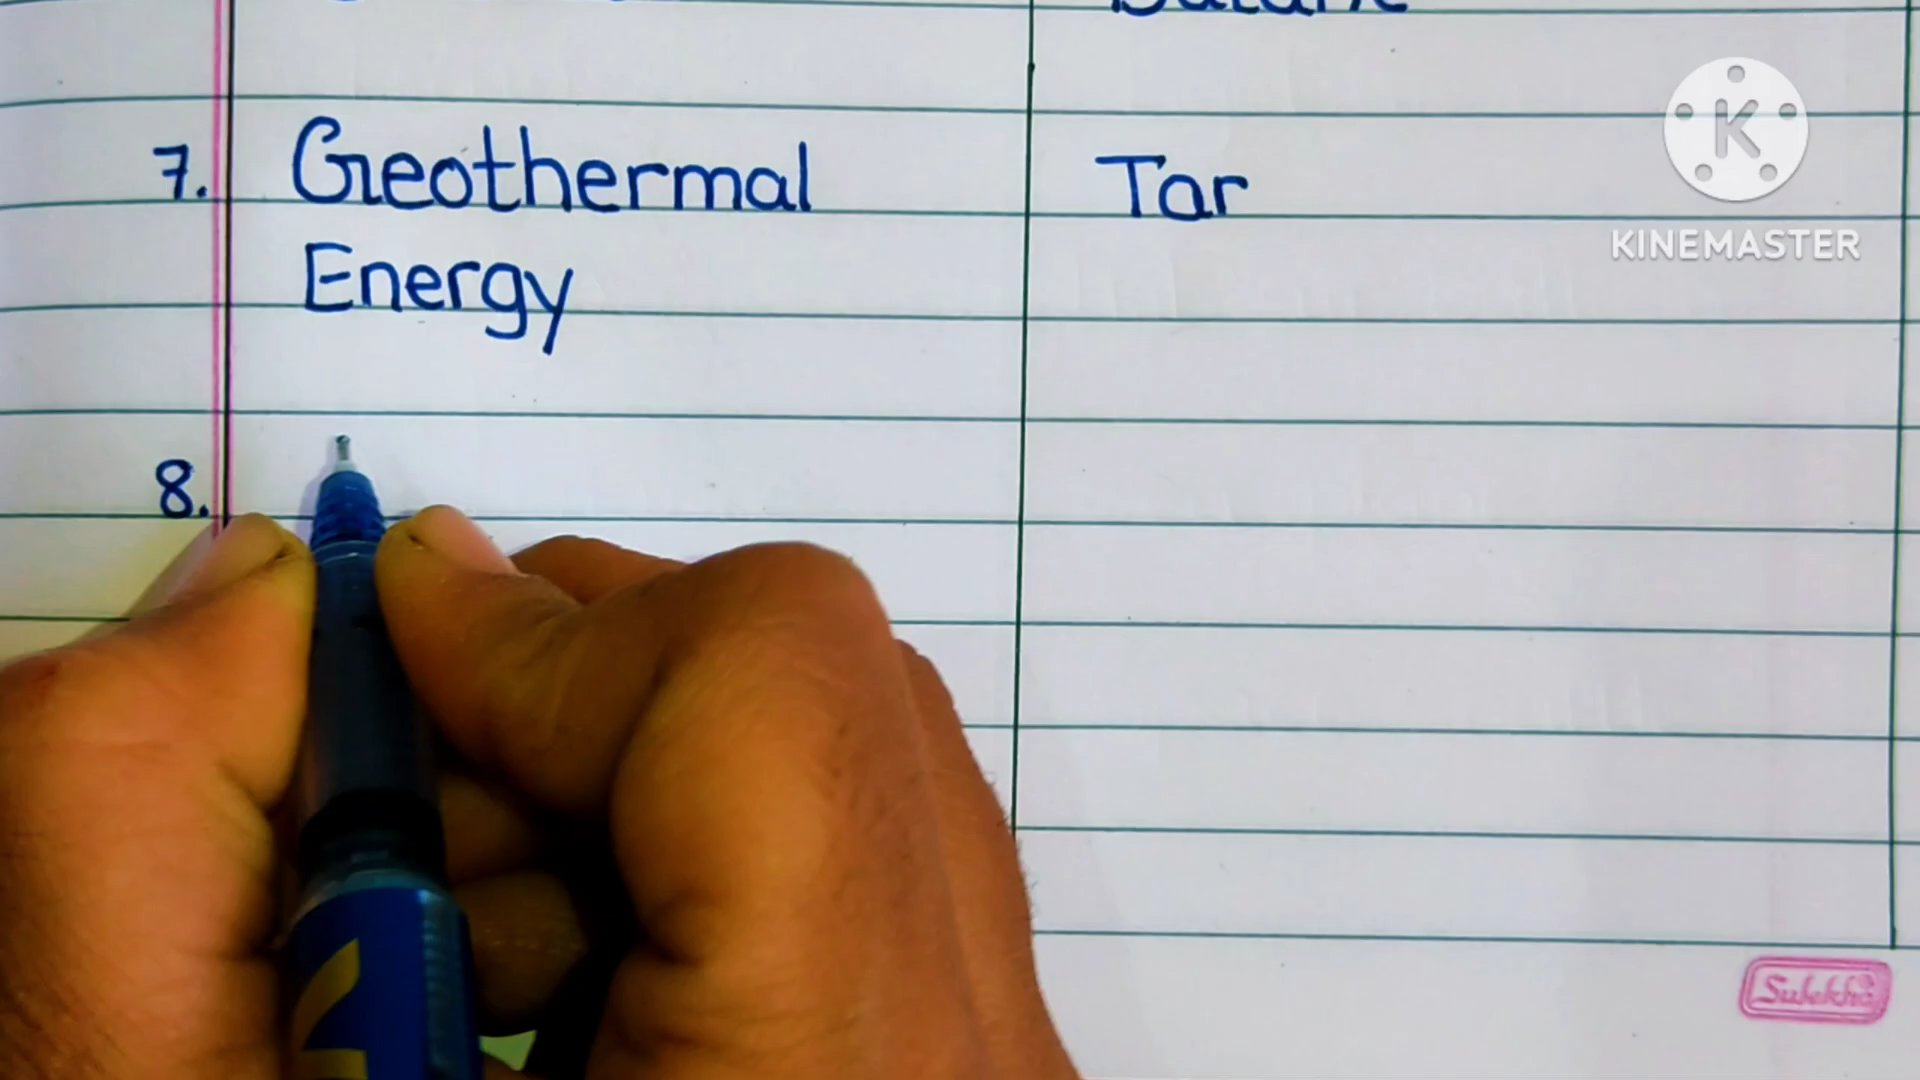 7. Geothermal Tar
Energy
8.
K
KINEMASTER
Sulekha